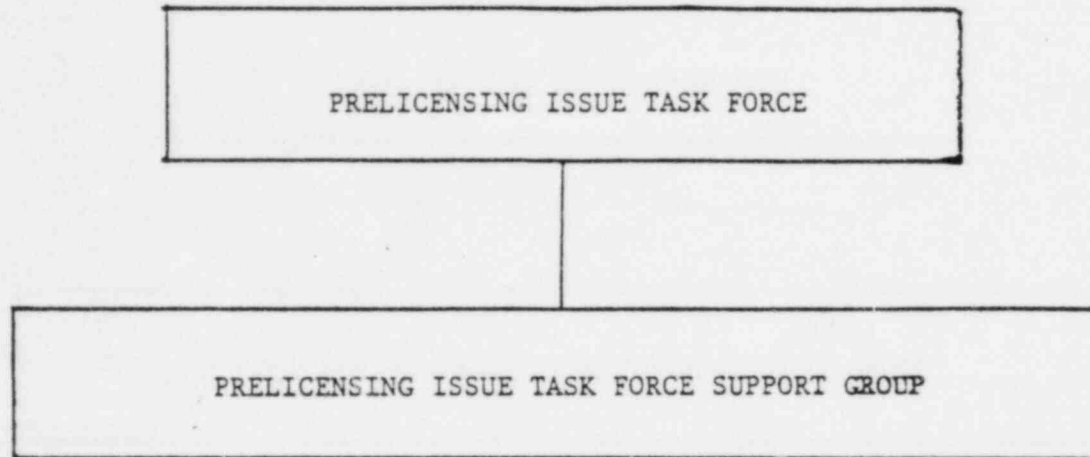 PRELICENSING ISSUE TASK FORCE
PRELICENSING ISSUE TASK FORCE SUPPORT GROUP